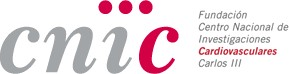 cnic
Fundación
Centro Nacional de
Investigaciones
Cardiovasculares
Carlos III